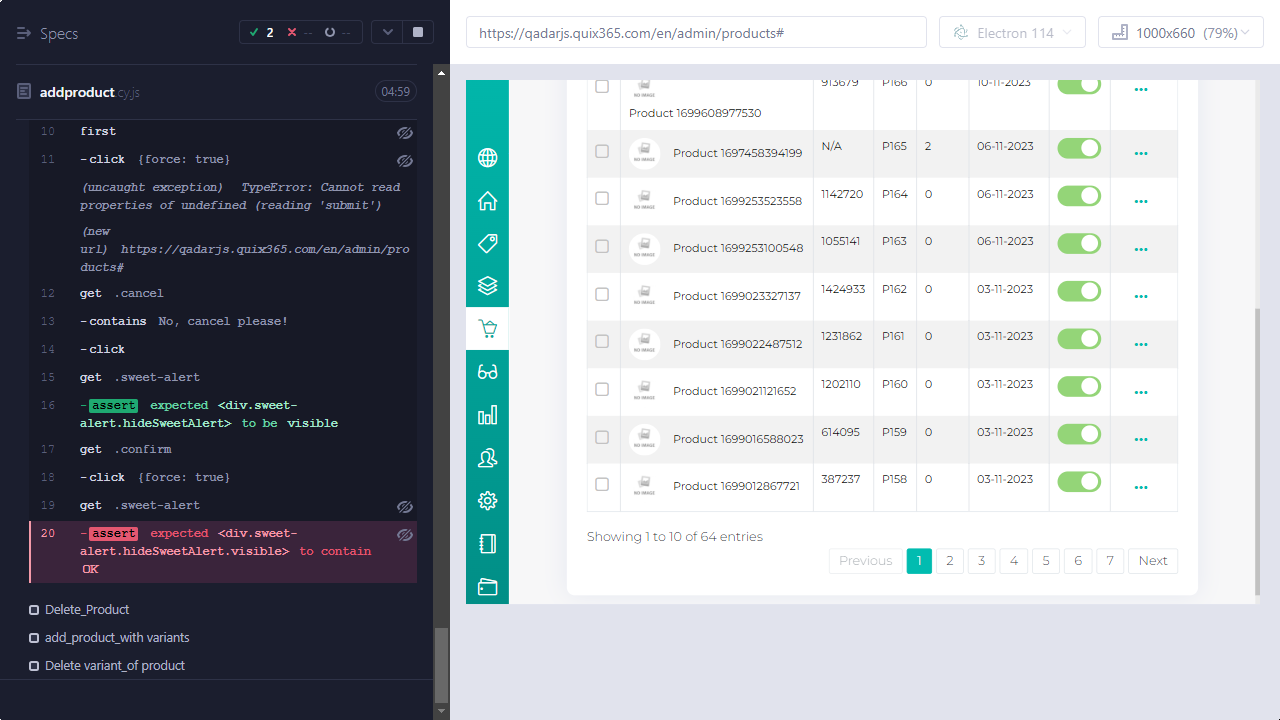 Specs
2
--
--
https://qadarjs.quix365.com/en/admin/products#
Electron 114
1000x660 (79%)
addproduct.cy.js
04:59
10 first
11 -click {force: true}
(uncaught exception) TypeError: Cannot read
properties of undefined (reading 'submit')
(new
url) https://qadarjs.quix365.com/en/admin/pro
ducts#
12 get .cancel
13 -contains No, cancel please!
14 -click
15 get .sweet-alert
16 -assert expected <div.sweet-
alert.hideSweetAlert> to be visible
17 get .confirm
18 -click {force: true}
19 get .sweet-alert
20 -assert expected <div.sweet-
alert.hideSweetAlert.visible> to contain
OK
Delete_Product
add_product_with variants
Delete variant_of product
NO IMAGE Product 1699608977530 913679 P166 0 10-11-2023
NO IMAGE Product 1697458394199 N/A P165 2 06-11-2023
NO IMAGE Product 1699253523558 1142720 P164 0 06-11-2023
NO IMAGE Product 1699253100548 1055141 P163 0 06-11-2023
NO IMAGE Product 1699023327137 1424933 P162 0 03-11-2023
NO IMAGE Product 1699022487512 1231862 P161 0 03-11-2023
NO IMAGE Product 1699021121652 1202110 P160 0 03-11-2023
NO IMAGE Product 1699016588023 614095 P159 0 03-11-2023
NO IMAGE Product 1699012867721 387237 P158 0 03-11-2023
Showing 1 to 10 of 64 entries
Previous 1 2 3 4 5 6 7 Next